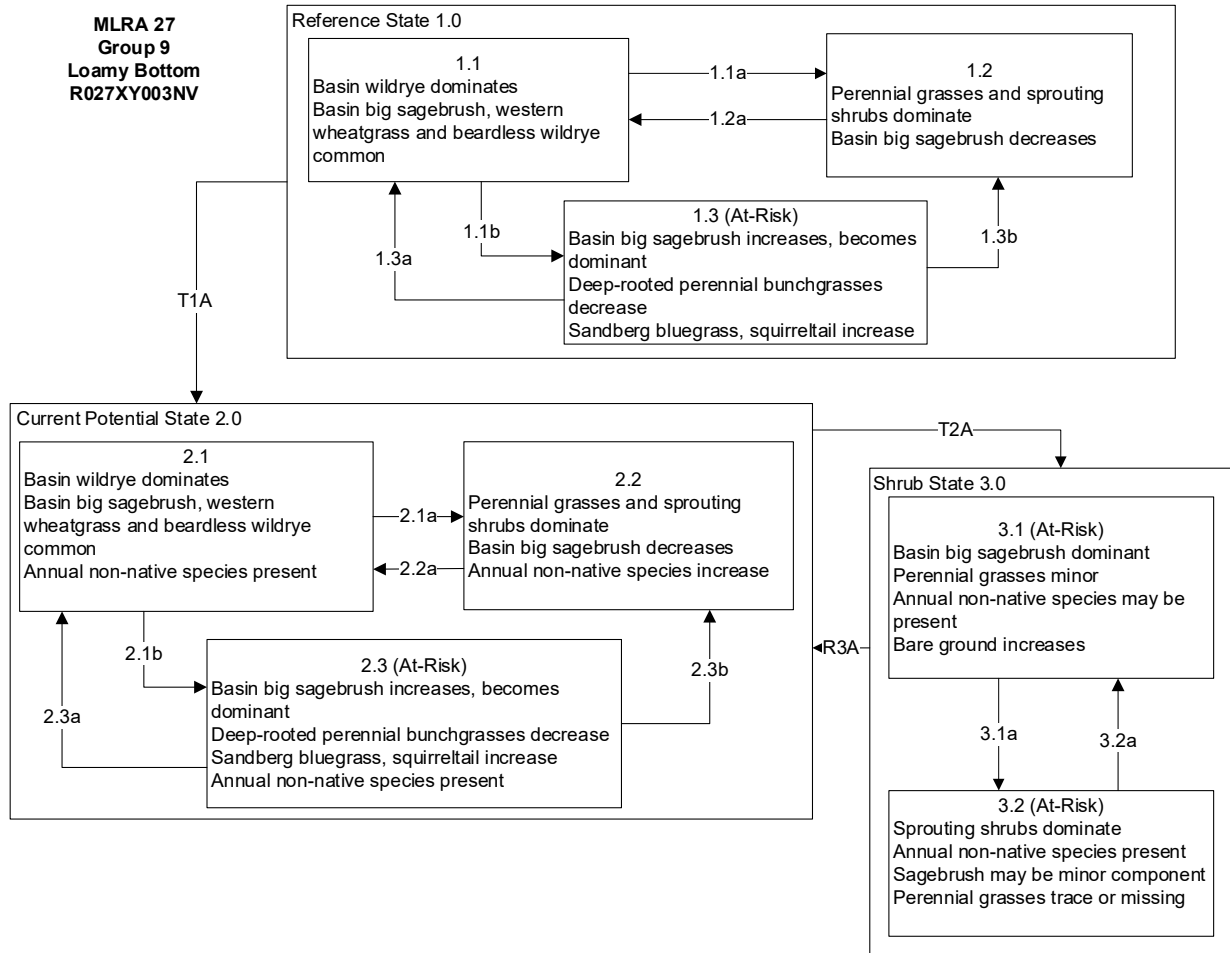 MLRA 27
Group 9
Loamy Bottom
R027XY003NV
Reference State 1.0
1.1
Basin wildrye dominates
Basin big sagebrush, western
wheatgrass and beardless wildrye
common
1.1a
1.2a
1.2
Perennial grasses and sprouting
shrubs dominate
Basin big sagebrush decreases
1.1b
1.3a
1.3 (At-Risk)
Basin big sagebrush increases, becomes
dominant
Deep-rooted perennial bunchgrasses
decrease
Sandberg bluegrass, squirreltail increase
1.3b
T1A
Current Potential State 2.0
2.1
Basin wildrye dominates
Basin big sagebrush, western
wheatgrass and beardless wildrye
common
Annual non-native species present
2.1a
2.2a
2.2
Perennial grasses and sprouting
shrubs dominate
Basin big sagebrush decreases
Annual non-native species increase
2.1b
2.3a
2.3 (At-Risk)
Basin big sagebrush increases, becomes
dominant
Deep-rooted perennial bunchgrasses decrease
Sandberg bluegrass, squirreltail increase
Annual non-native species present
2.3b
T2A
R3A
Shrub State 3.0
3.1 (At-Risk)
Basin big sagebrush dominant
Perennial grasses minor
Annual non-native species may be
present
Bare ground increases
3.1a
3.2a
3.2 (At-Risk)
Sprouting shrubs dominate
Annual non-native species present
Sagebrush may be minor component
Perennial grasses trace or missing